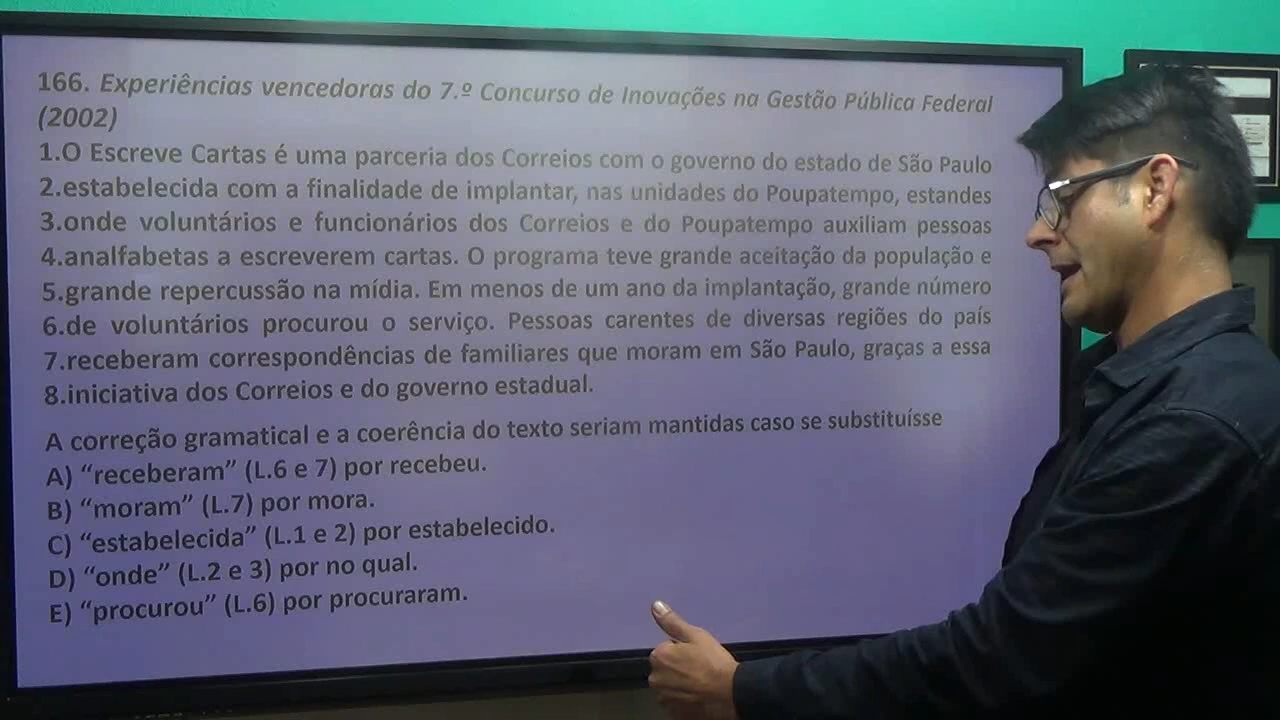 166. Experiências vencedoras do 7.º Concurso de Inovações na Gestão Pública Federal
(2002)
1.O Escreve Cartas é uma parceria dos Correios com o governo do estado de São Paulo
2.estabelecida com a finalidade de implantar, nas unidades do Poupatempo, estandes
3.onde voluntários e funcionários dos Correios e do Poupatempo auxiliam pessoas
4.analfabetas a escreverem cartas. O programa teve grande aceitação da população e
5.grande repercussão na mídia. Em menos de um ano da implantação, grande número
6.de voluntários procurou o serviço. Pessoas carentes de diversas regiões do país
7.receberam correspondências de familiares que moram em São Paulo, graças a essa
8.iniciativa dos Correios e do governo estadual.
A correção gramatical e a coerência do texto seriam mantidas caso se substituísse
A) “receberam” (L.6 e 7) por recebeu.
B) “moram” (L.7) por mora.
C) “estabelecida” (L.1 e 2) por estabelecido.
D) “onde” (L.2 e 3) por no qual.
E) “procurou” (L.6) por procuraram.